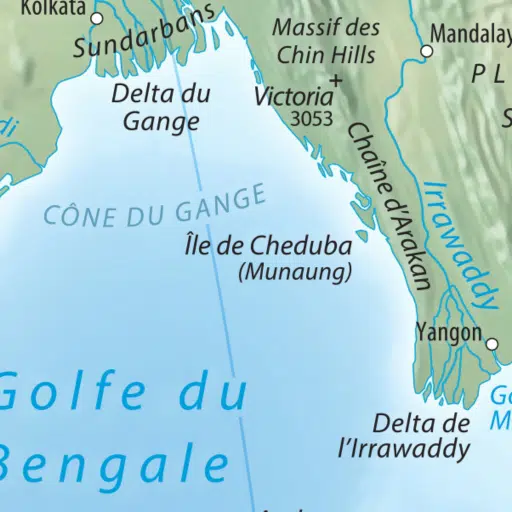 Kolkata
Sundarbans
Massif des
Chin Hills
Mandalay
PL
Delta du
Gange
Victoria
3053
S
di
Chaîne d'Arakan
Irrawaddy
CÔNE DU GANGE
Île de Cheduba
(Munaung)
Yangon
Golfe du
Bengale
Delta de
l'Irrawaddy
Go
M